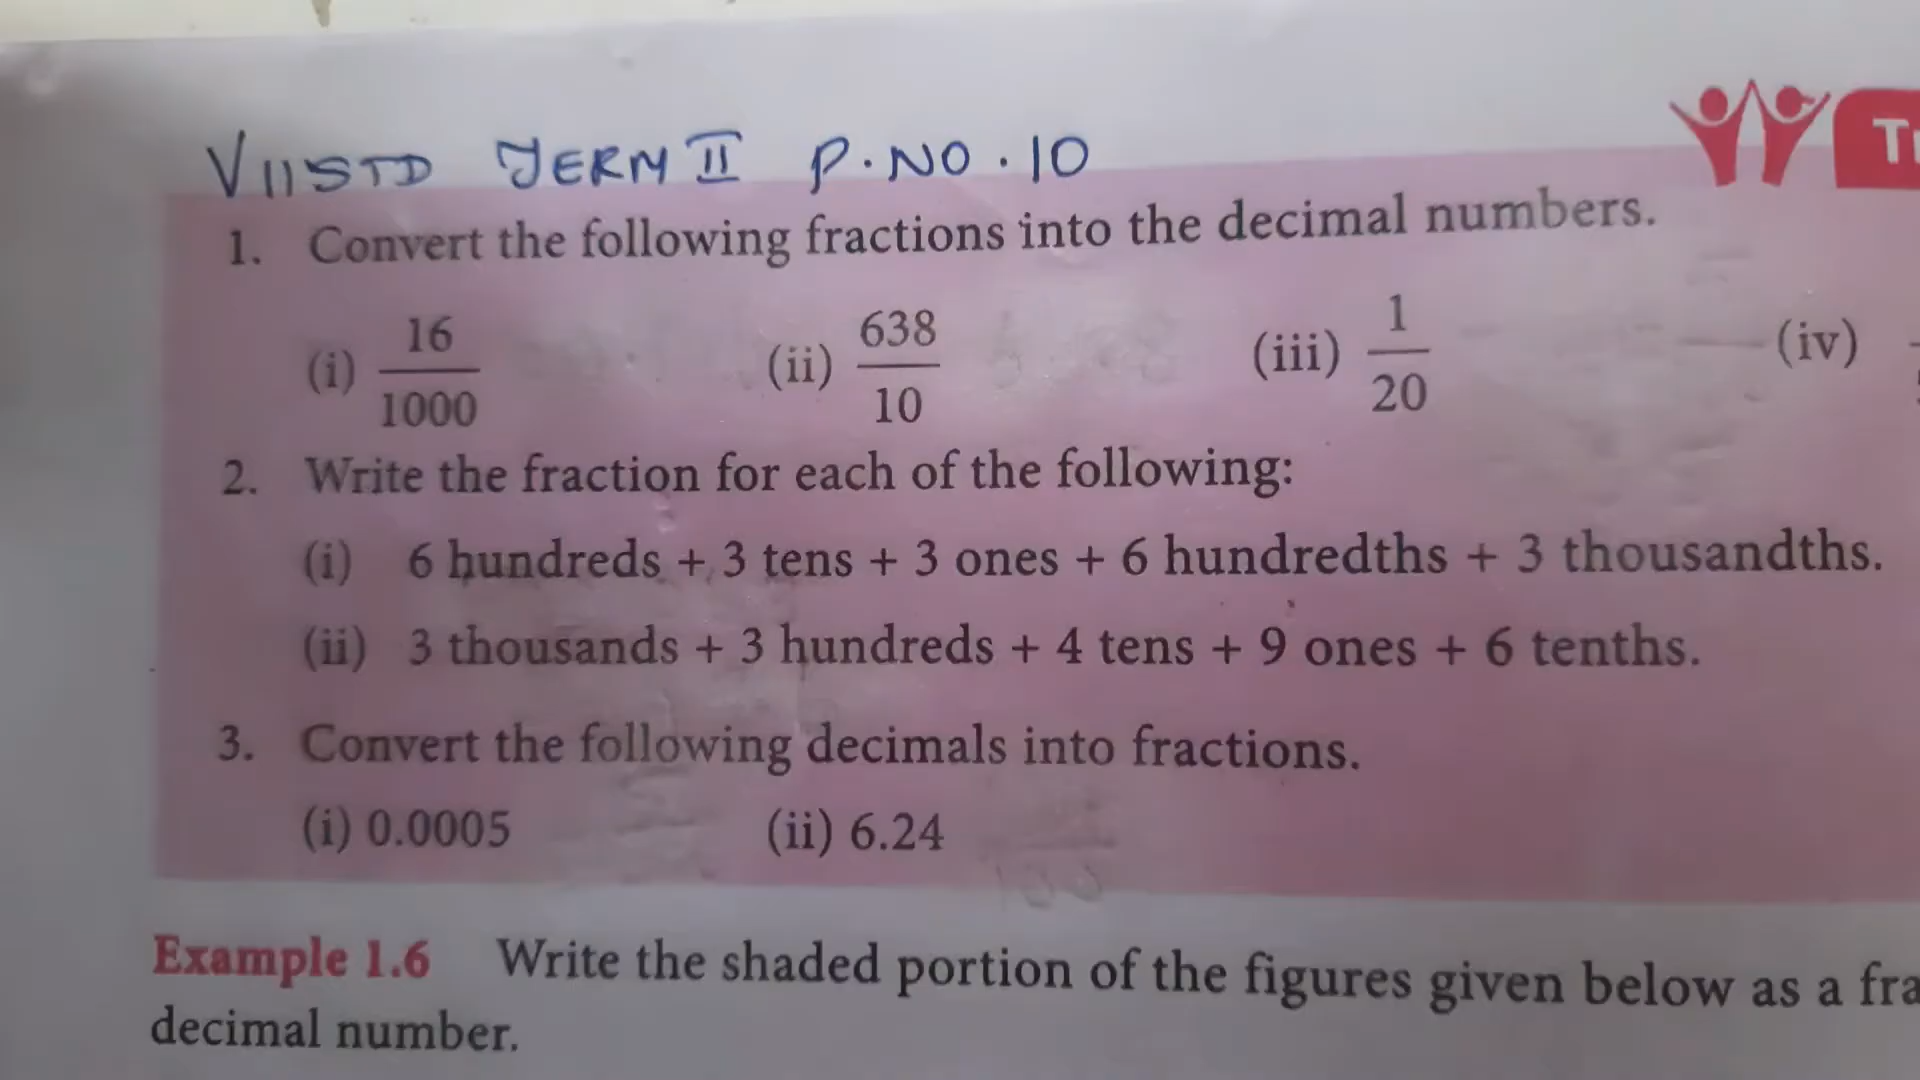 VII STD TERM II P.NO.10
1. Convert the following fractions into the decimal numbers.
(i) 16/1000 (ii) 638/10 (iii) 1/20 (iv)
2. Write the fraction for each of the following:
(i) 6 hundreds + 3 tens + 3 ones + 6 hundredths + 3 thousandths.
(ii) 3 thousands + 3 hundreds + 4 tens + 9 ones + 6 tenths.
3. Convert the following decimals into fractions.
(i) 0.0005 (ii) 6.24
Example 1.6 Write the shaded portion of the figures given below as a fra
decimal number.